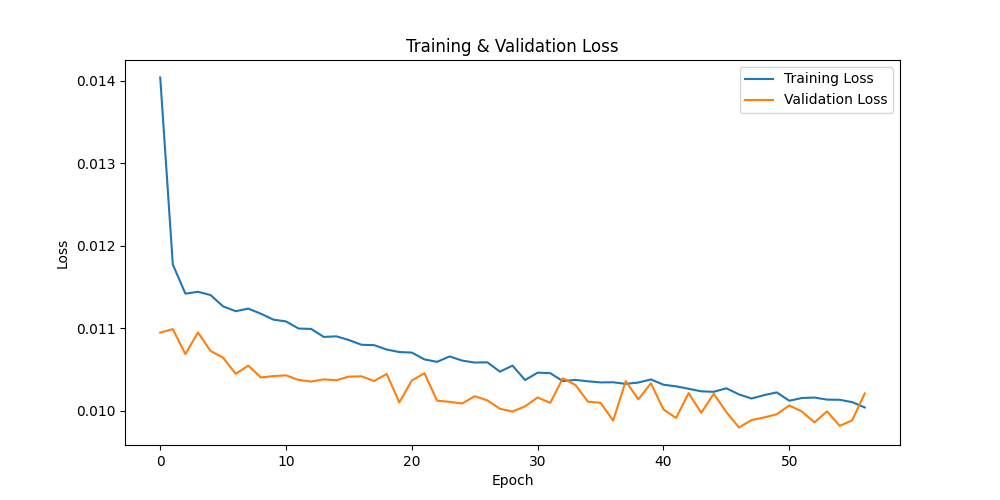 Training & Validation Loss
Training Loss
Validation Loss
0.014
0.013
0.012
0.011
0.010
Loss
0
10
20
30
40
50
Epoch